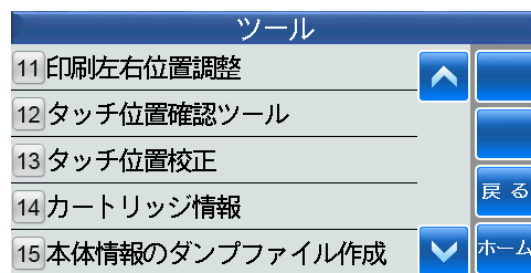 ツール
11 印刷左右位置調整
12 タッチ位置確認ツール
13 タッチ位置校正
14 カートリッジ情報
15 本体情報のダンプファイル作成
戻る
ホーム